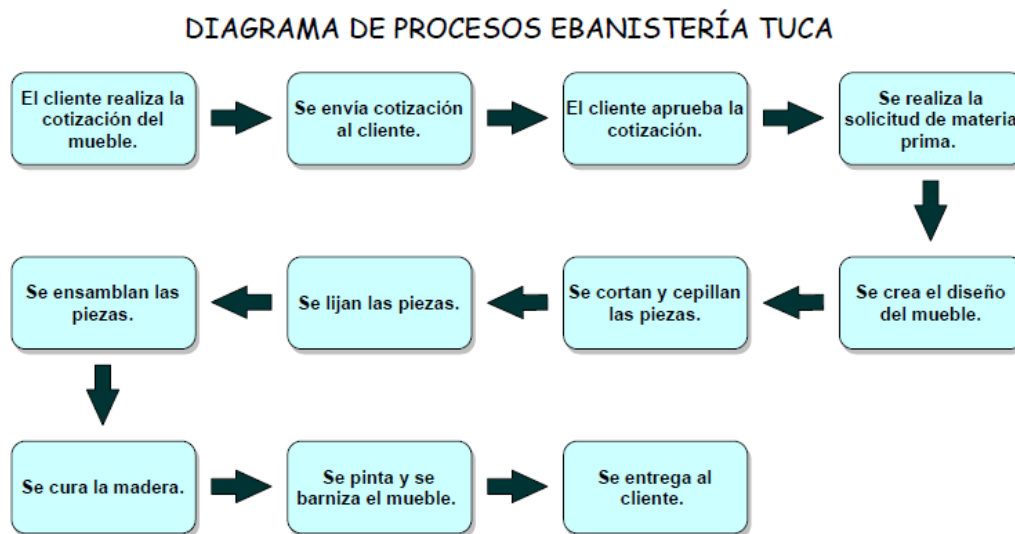 DIAGRAMA DE PROCESOS EBANISTERÍA TUCA
El cliente realiza la
cotización del
mueble.
Se envía cotización
al cliente.
El cliente aprueba la
cotización.
Se realiza la
solicitud de materia
prima.
Se crea el diseño
del mueble.
Se cortan y cepillan
las piezas.
Se lijan las piezas.
Se ensamblan las
piezas.
Se cura la madera.
Se pinta y se
barniza el mueble.
Se entrega al
cliente.